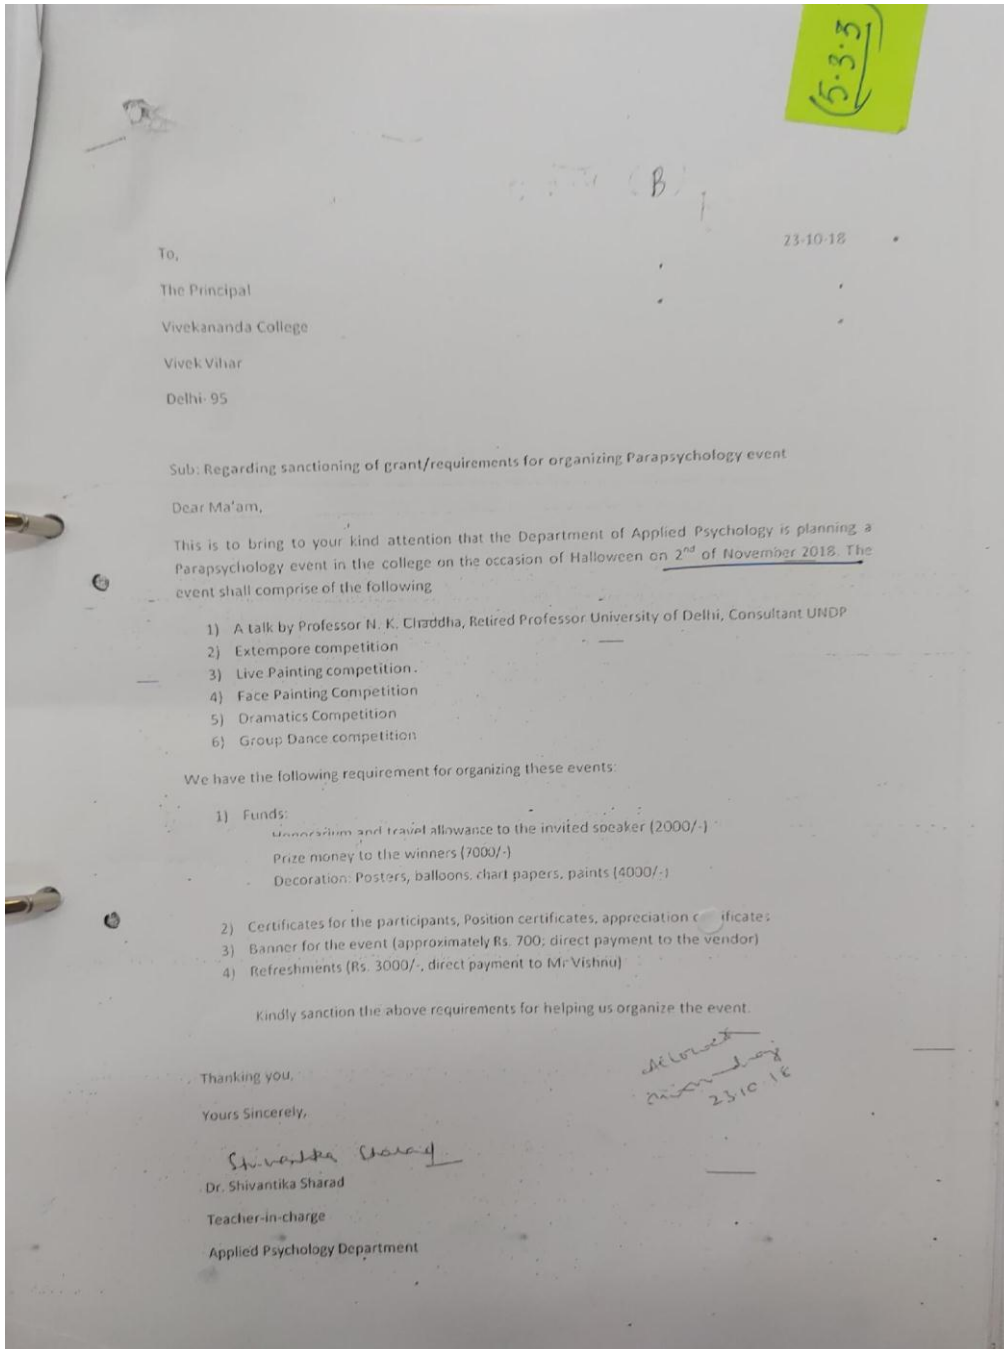 (5.3.3)
B
23-10-18
To,
The Principal
Vivekananda College
Vivek Vihar
Delhi- 95
Sub: Regarding sanctioning of grant/requirements for organizing Parapsychology event
Dear Ma'am,
This is to bring to your kind attention that the Department of Applied Psychology is planning a
Parapsychology event in the college on the occasion of Halloween on 2nd of November 2018. The
event shall comprise of the following
1) A talk by Professor N. K. Chaddha, Retired Professor University of Delhi, Consultant UNDP
2) Extempore competition
3) Live Painting competition.
4) Face Painting Competition
5) Dramatics Competition
6) Group Dance competition
We have the following requirement for organizing these events:
1) Funds:
Honorarium and travel allowance to the invited speaker (2000/-)
Prize money to the winners (7000/-)
Decoration: Posters, balloons, chart papers, paints (4000/-)
2) Certificates for the participants, Position certificates, appreciation c ificates
3) Banner for the event (approximately Rs. 700; direct payment to the vendor)
4) Refreshments (Rs. 3000/-, direct payment to Mr Vishnu)
Kindly sanction the above requirements for helping us organize the event.
Allowed
23.10.18
Thanking you,
Yours Sincerely,
Shivantika Sharad
Dr. Shivantika Sharad
Teacher-in-charge
Applied Psychology Department